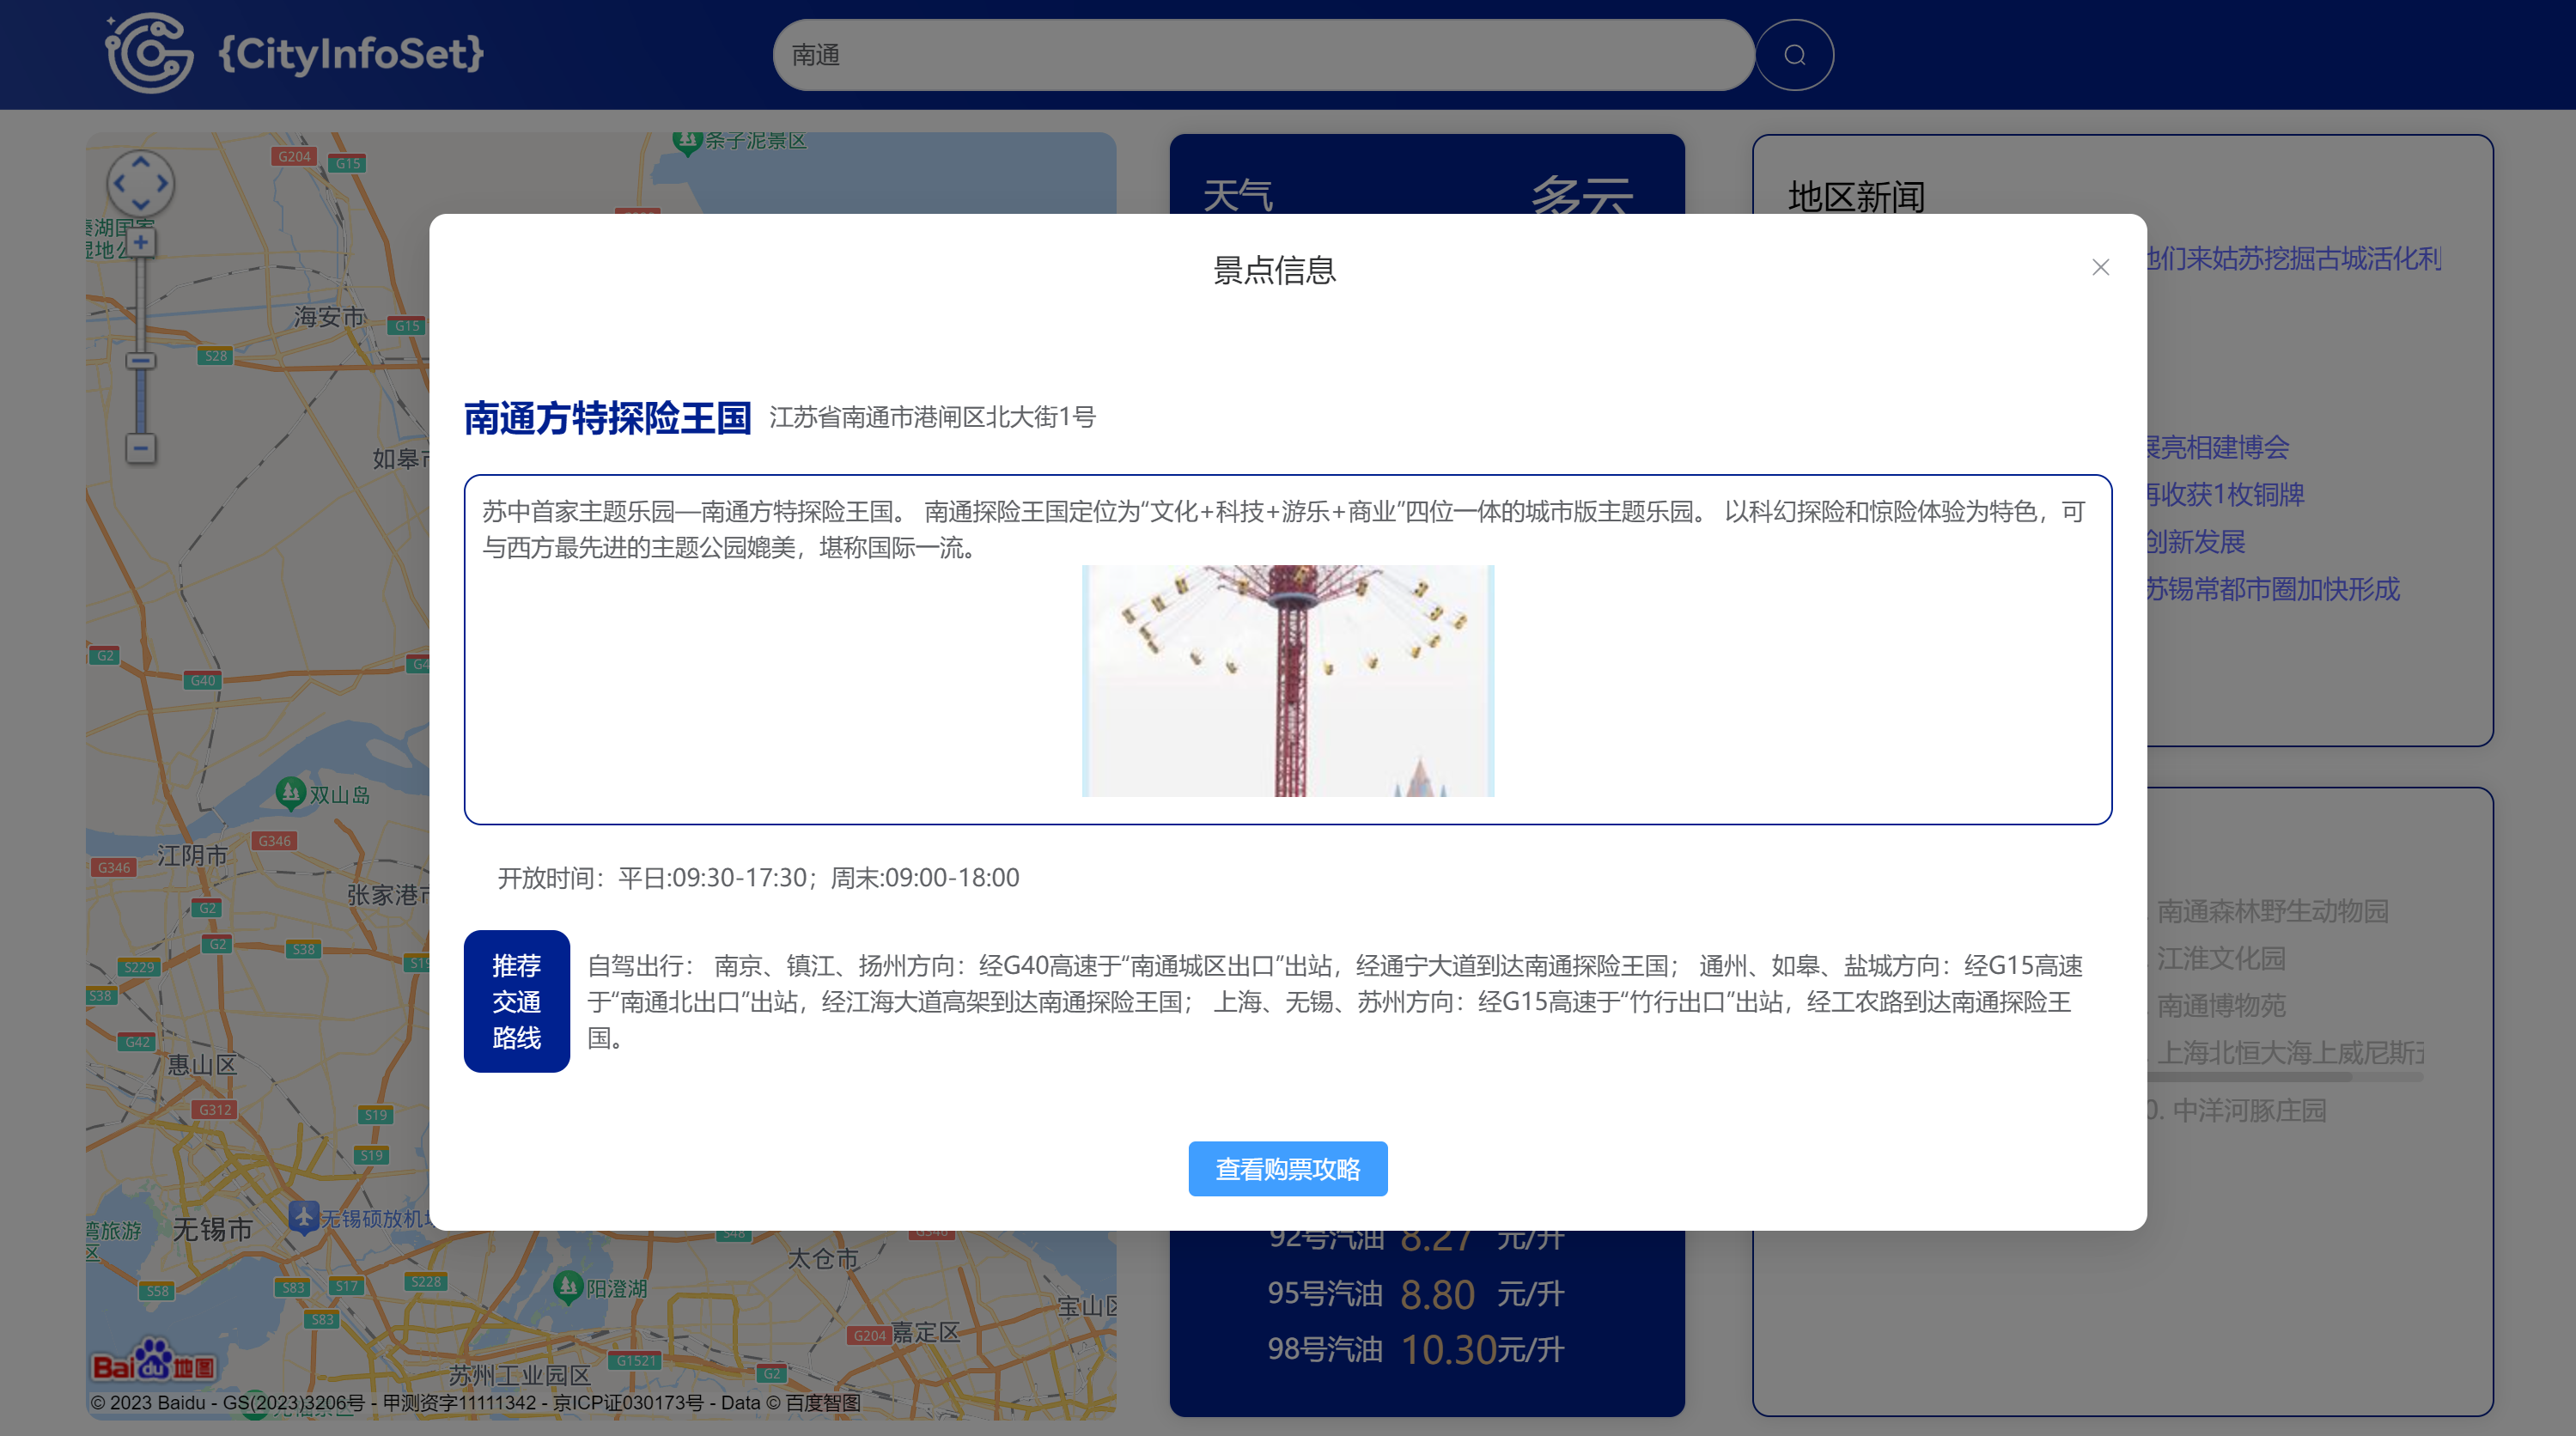 {CityInfoSet}
南通
条子泥景区
G204
G15
海安市
G15
S28
G2
G40
双山岛
G346
江阴市
G346
G2
G2
S38
S229
S38
G42
惠山区
G312
S19
S19
无锡市
S58
S83
S17
S228
S83
太仓市
阳澄湖
宝山区
G204
嘉定区
G1521
苏州工业园区
G2
Bai du 地图
© 2023 Baidu - GS(2023)3206号 - 甲测资字11111342 - 京ICP证030173号 - Data © 百度智图
天气
多云
地区新闻
他们来姑苏挖掘古城活化利
展亮相建博会
再收获1枚铜牌
创新发展
苏锡常都市圈加快形成
景点信息
南通方特探险王国 江苏省南通市港闸区北大街1号
苏中首家主题乐园—南通方特探险王国。 南通探险王国定位为“文化+科技+游乐+商业”四位一体的城市版主题乐园。 以科幻探险和惊险体验为特色，可
与西方最先进的主题公园媲美，堪称国际一流。
开放时间：平日:09:30-17:30；周末:09:00-18:00
推荐
交通
路线
自驾出行： 南京、镇江、扬州方向：经G40高速于“南通城区出口”出站，经通宁大道到达南通探险王国； 通州、如皋、盐城方向：经G15高速
于“南通北出口”出站，经江海大道高架到达南通探险王国； 上海、无锡、苏州方向：经G15高速于“竹行出口”出站，经工农路到达南通探险王
国。
查看购票攻略
南通森林野生动物园
江淮文化园
南通博物苑
上海北恒大海上威尼斯
0. 中洋河豚庄园
92号汽油 8.27 元/升
95号汽油 8.80 元/升
98号汽油 10.30元/升